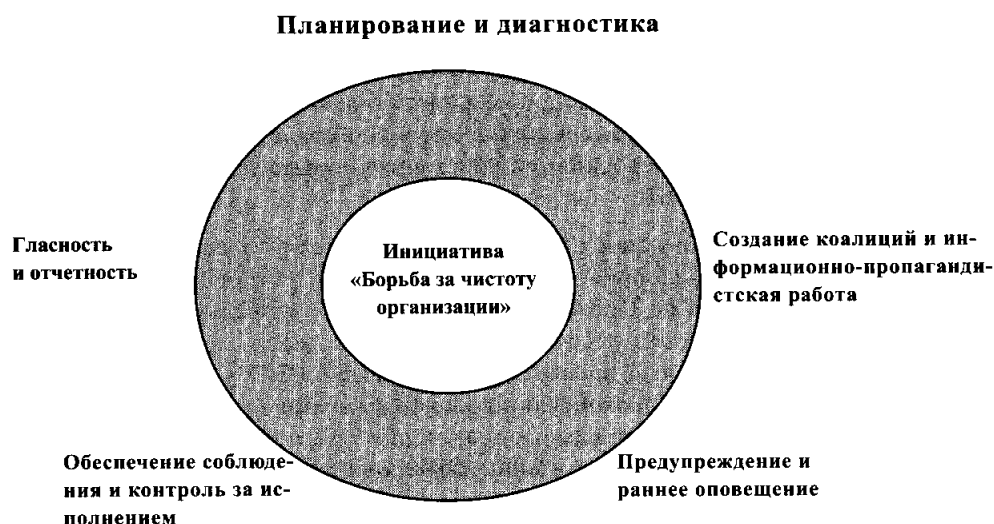 Планирование и диагностика
Гласность
и отчетность
Инициатива
«Борьба за чистоту
организации»
Создание коалиций и ин-
формационно-пропаганди-
стская работа
Обеспечение соблюде-
ния и контроль за ис-
полнением
Предупреждение и
раннее оповещение